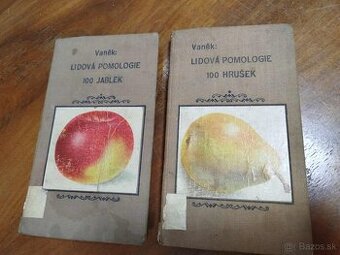 Vaněk:
LIDOVÁ POMOLOGIE
100 JABLEK
Vaněk:
LIDOVÁ POMOLOGIE
100 HRUŠEK
Bazos.sk